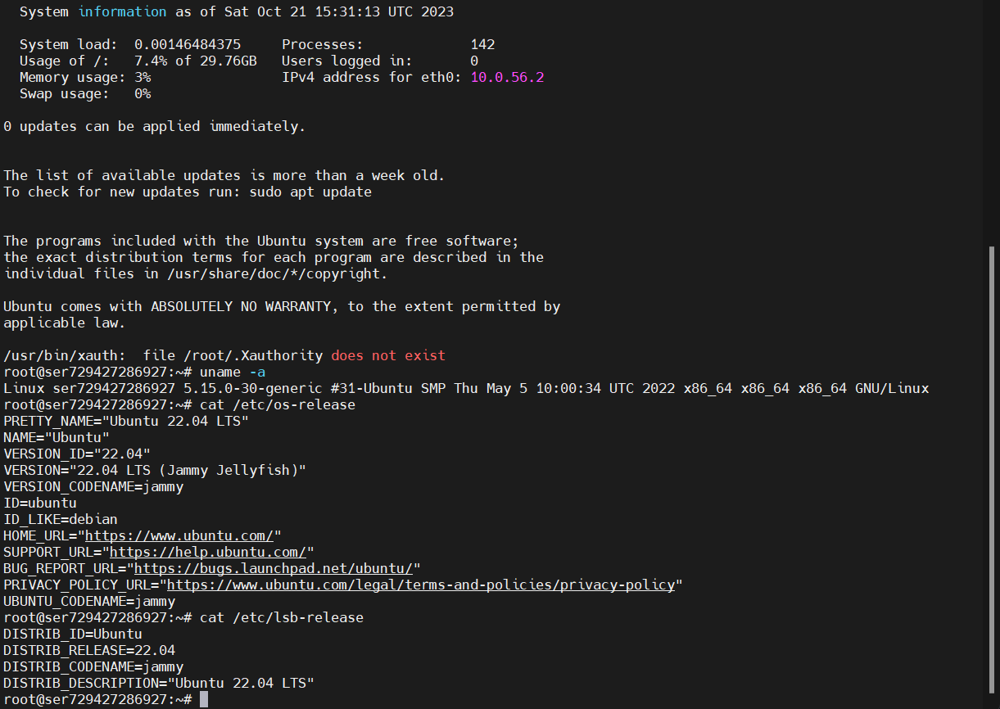 System information as of Sat Oct 21 15:31:13 UTC 2023
System load:  0.00146484375     Processes:             142
Usage of /:   7.4% of 29.76GB   Users logged in:       0
Memory usage: 3%                IPv4 address for eth0: 10.0.56.2
Swap usage:   0%
0 updates can be applied immediately.
The list of available updates is more than a week old.
To check for new updates run: sudo apt update
The programs included with the Ubuntu system are free software;
the exact distribution terms for each program are described in the
individual files in /usr/share/doc/*/copyright.
Ubuntu comes with ABSOLUTELY NO WARRANTY, to the extent permitted by
applicable law.
/usr/bin/xauth:  file /root/.Xauthority does not exist
root@ser729427286927:~# uname -a
Linux ser729427286927 5.15.0-30-generic #31-Ubuntu SMP Thu May 5 10:00:34 UTC 2022 x86_64 x86_64 x86_64 GNU/Linux
root@ser729427286927:~# cat /etc/os-release
PRETTY_NAME="Ubuntu 22.04 LTS"
NAME="Ubuntu"
VERSION_ID="22.04"
VERSION="22.04 LTS (Jammy Jellyfish)"
VERSION_CODENAME=jammy
ID=ubuntu
ID_LIKE=debian
HOME_URL="https://www.ubuntu.com/"
SUPPORT_URL="https://help.ubuntu.com/"
BUG_REPORT_URL="https://bugs.launchpad.net/ubuntu/"
PRIVACY_POLICY_URL="https://www.ubuntu.com/legal/terms-and-policies/privacy-policy"
UBUNTU_CODENAME=jammy
root@ser729427286927:~# cat /etc/lsb-release
DISTRIB_ID=Ubuntu
DISTRIB_RELEASE=22.04
DISTRIB_CODENAME=jammy
DISTRIB_DESCRIPTION="Ubuntu 22.04 LTS"
root@ser729427286927:~#